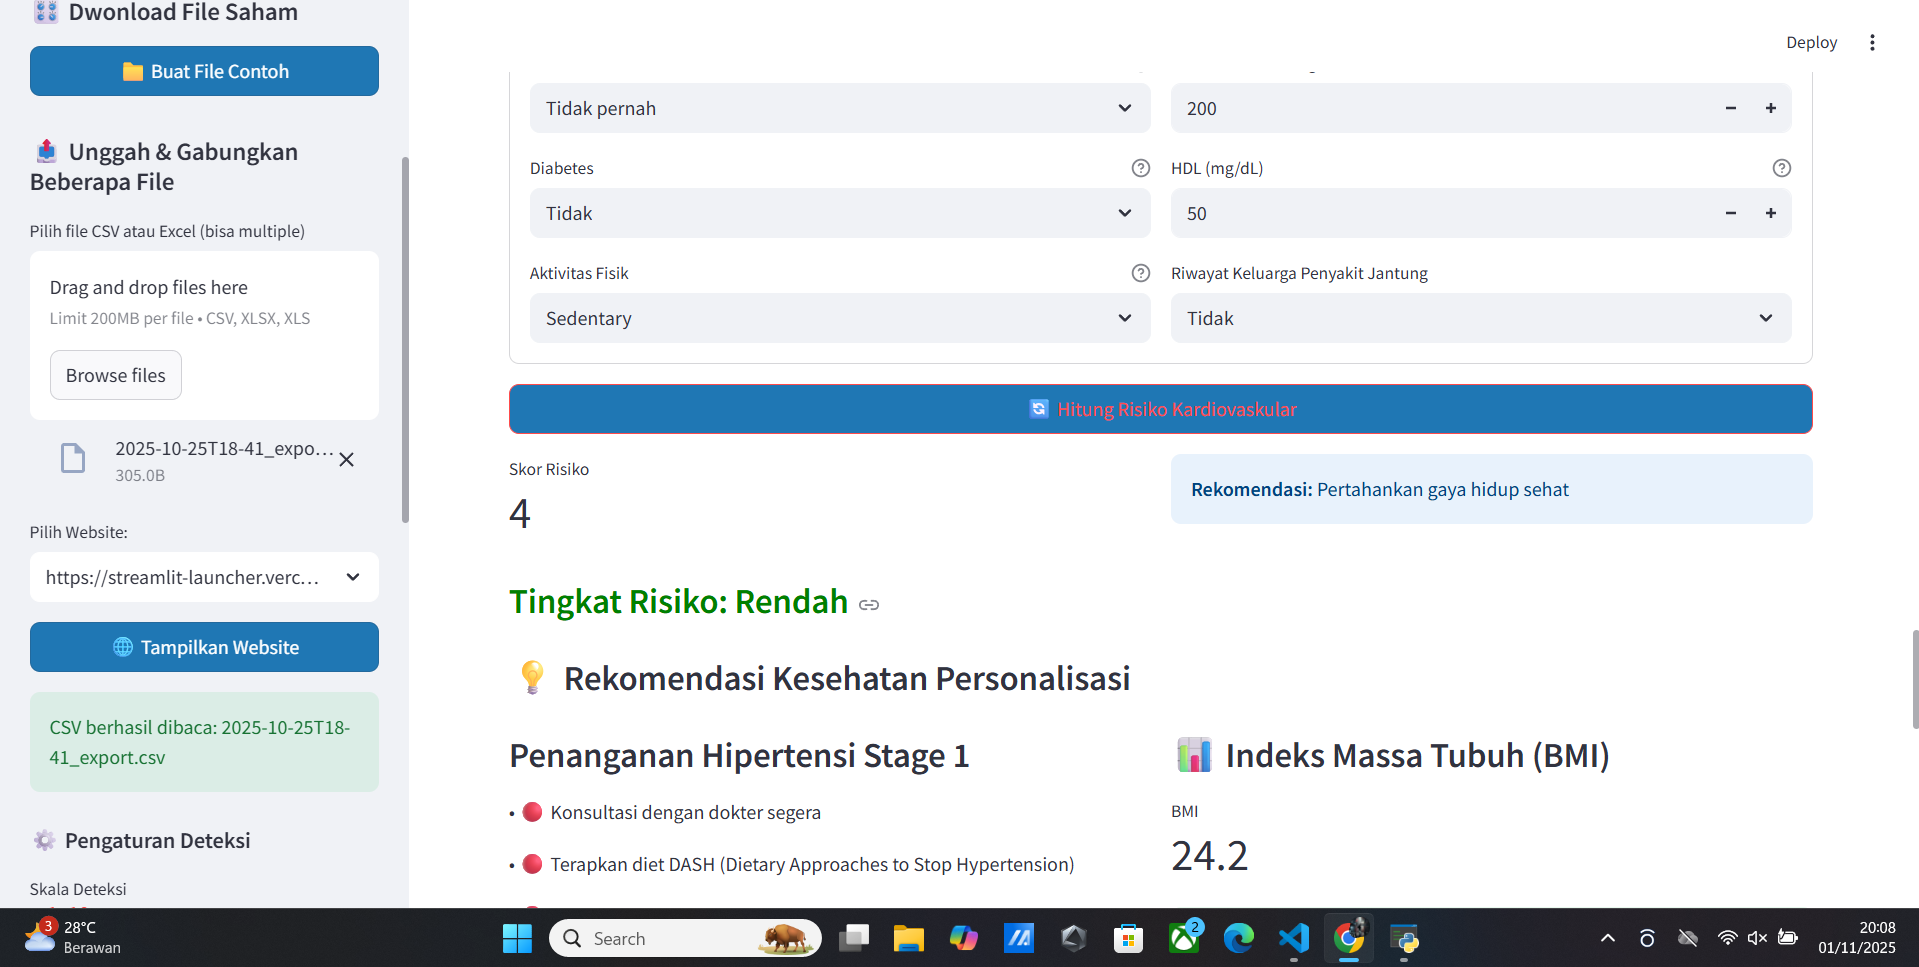 Dwonload File Saham
Buat File Contoh
Unggah & Gabungkan
Beberapa File
Pilih file CSV atau Excel (bisa multiple)
Drag and drop files here
Limit 200MB per file • CSV, XLSX, XLS
Browse files
2025-10-25T18-41_expo...
305.0B
Pilih Website:
https://streamlit-launcher.verc...
Tampilkan Website
CSV berhasil dibaca: 2025-10-25T18-
41_export.csv
Pengaturan Deteksi
Skala Deteksi
Deploy
Tidak pernah
200
Diabetes
HDL (mg/dL)
Tidak
50
Aktivitas Fisik
Riwayat Keluarga Penyakit Jantung
Sedentary
Tidak
Hitung Risiko Kardiovaskular
Skor Risiko
4
Rekomendasi: Pertahankan gaya hidup sehat
Tingkat Risiko: Rendah
Rekomendasi Kesehatan Personalisasi
Penanganan Hipertensi Stage 1
• Konsultasi dengan dokter segera
• Terapkan diet DASH (Dietary Approaches to Stop Hypertension)
Indeks Massa Tubuh (BMI)
BMI
24.2
3
28°C
Berawan
Search
2
20:08
01/11/2025